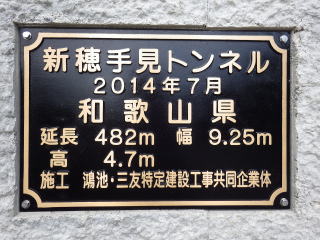 新穂手見トンネル
2014年7月
和歌山県
延長 482m 幅 9.25m
高 4.7m
施工 鴻池・三友特定建設工事共同企業体